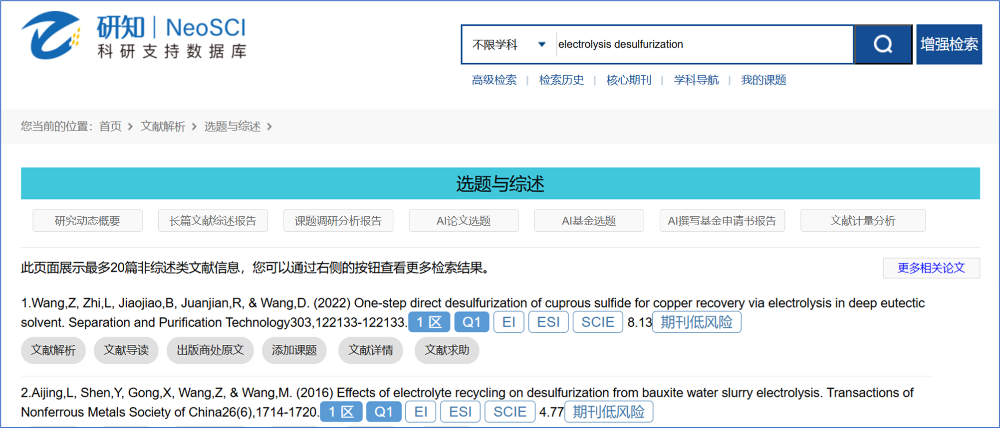 研知 | NeoSCI
科研支持数据库
不限学科 electrolysis desulfurization 增强检索
高级检索 | 检索历史 | 核心期刊 | 学科导航 | 我的课题
您当前的位置：首页 > 文献解析 > 选题与综述 >
选题与综述
研究动态概要 长篇文献综述报告 课题调研分析报告 AI论文选题 AI基金选题 AI撰写基金申请书报告 文献计量分析
此页面展示最多20篇非综述类文献信息，您可以通过右侧的按钮查看更多检索结果。 更多相关论文
1.Wang,Z, Zhi,L, Jiaojiao,B, Juanjian,R, & Wang,D. (2022) One-step direct desulfurization of cuprous sulfide for copper recovery via electrolysis in deep eutectic
solvent. Separation and Purification Technology303,122133-122133. 1 区 Q1 EI ESI SCIE 8.13 期刊低风险
文献解析 文献导读 出版商处原文 添加课题 文献详情 文献求助
2.Aijing,L, Shen,Y, Gong,X, Wang,Z, & Wang,M. (2016) Effects of electrolyte recycling on desulfurization from bauxite water slurry electrolysis. Transactions of
Nonferrous Metals Society of China26(6),1714-1720. 1 区 Q1 EI ESI SCIE 4.77 期刊低风险